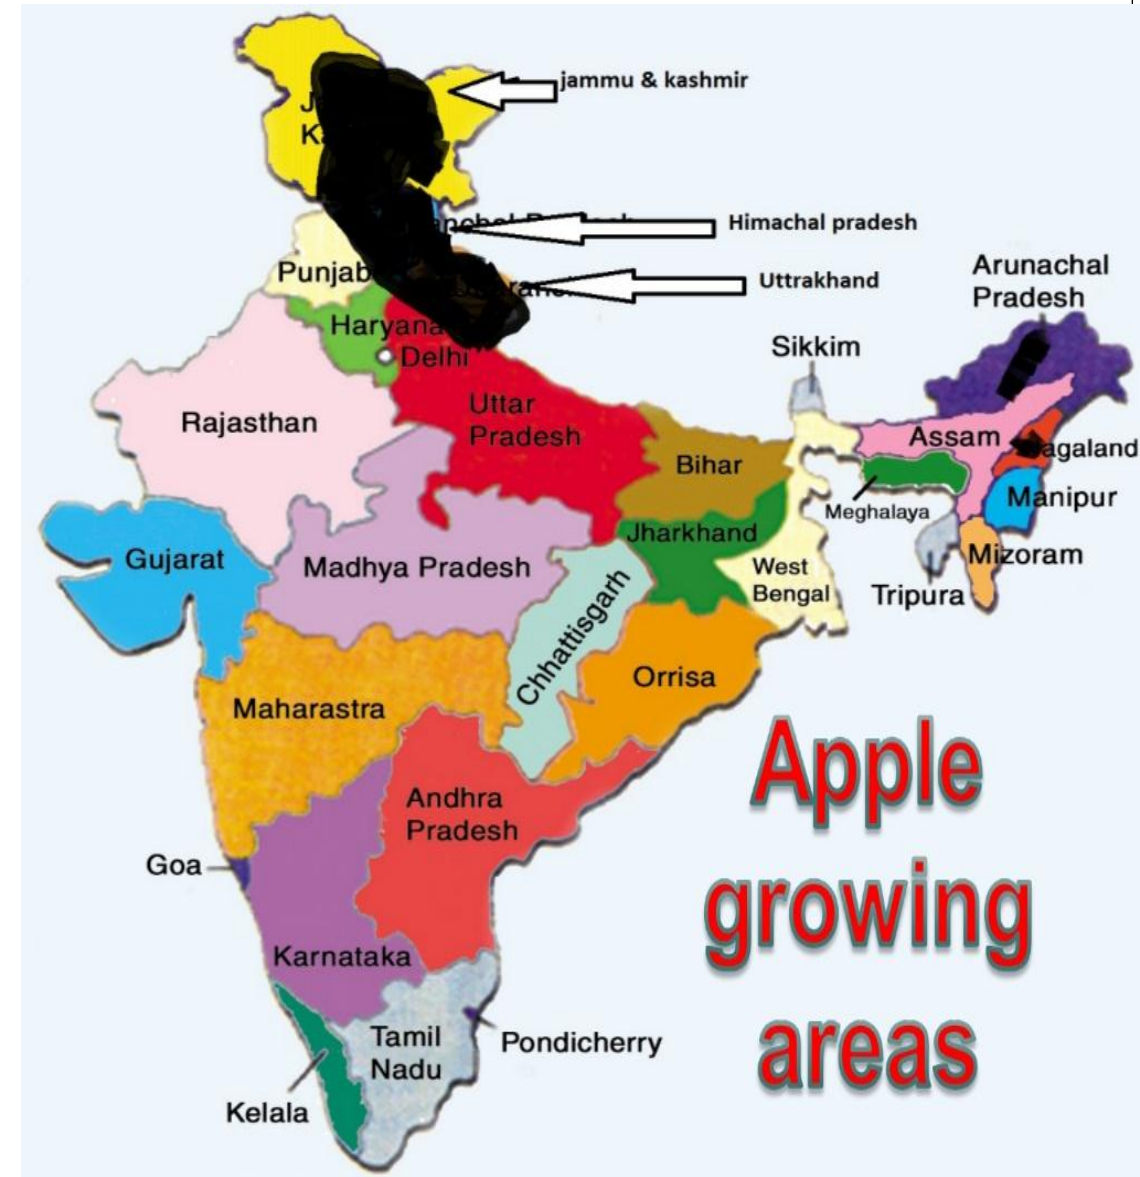 jammu & kashmir
Himachal pradesh
Punjab
Uttrakhand
Arunachal
Pradesh
Haryana
Delhi
Sikkim
Rajasthan
Uttar
Pradesh
Bihar
Assam
agaland
Meghalaya
Manipur
Jharkhand
Gujarat
Madhya Pradesh
West
Bengal
Mizoram
Tripura
Chhattisgarh
Orrisa
Maharastra
Andhra
Pradesh
Goa
Karnataka
Tamil
Nadu
Pondicherry
Kelala
Apple
growing
areas